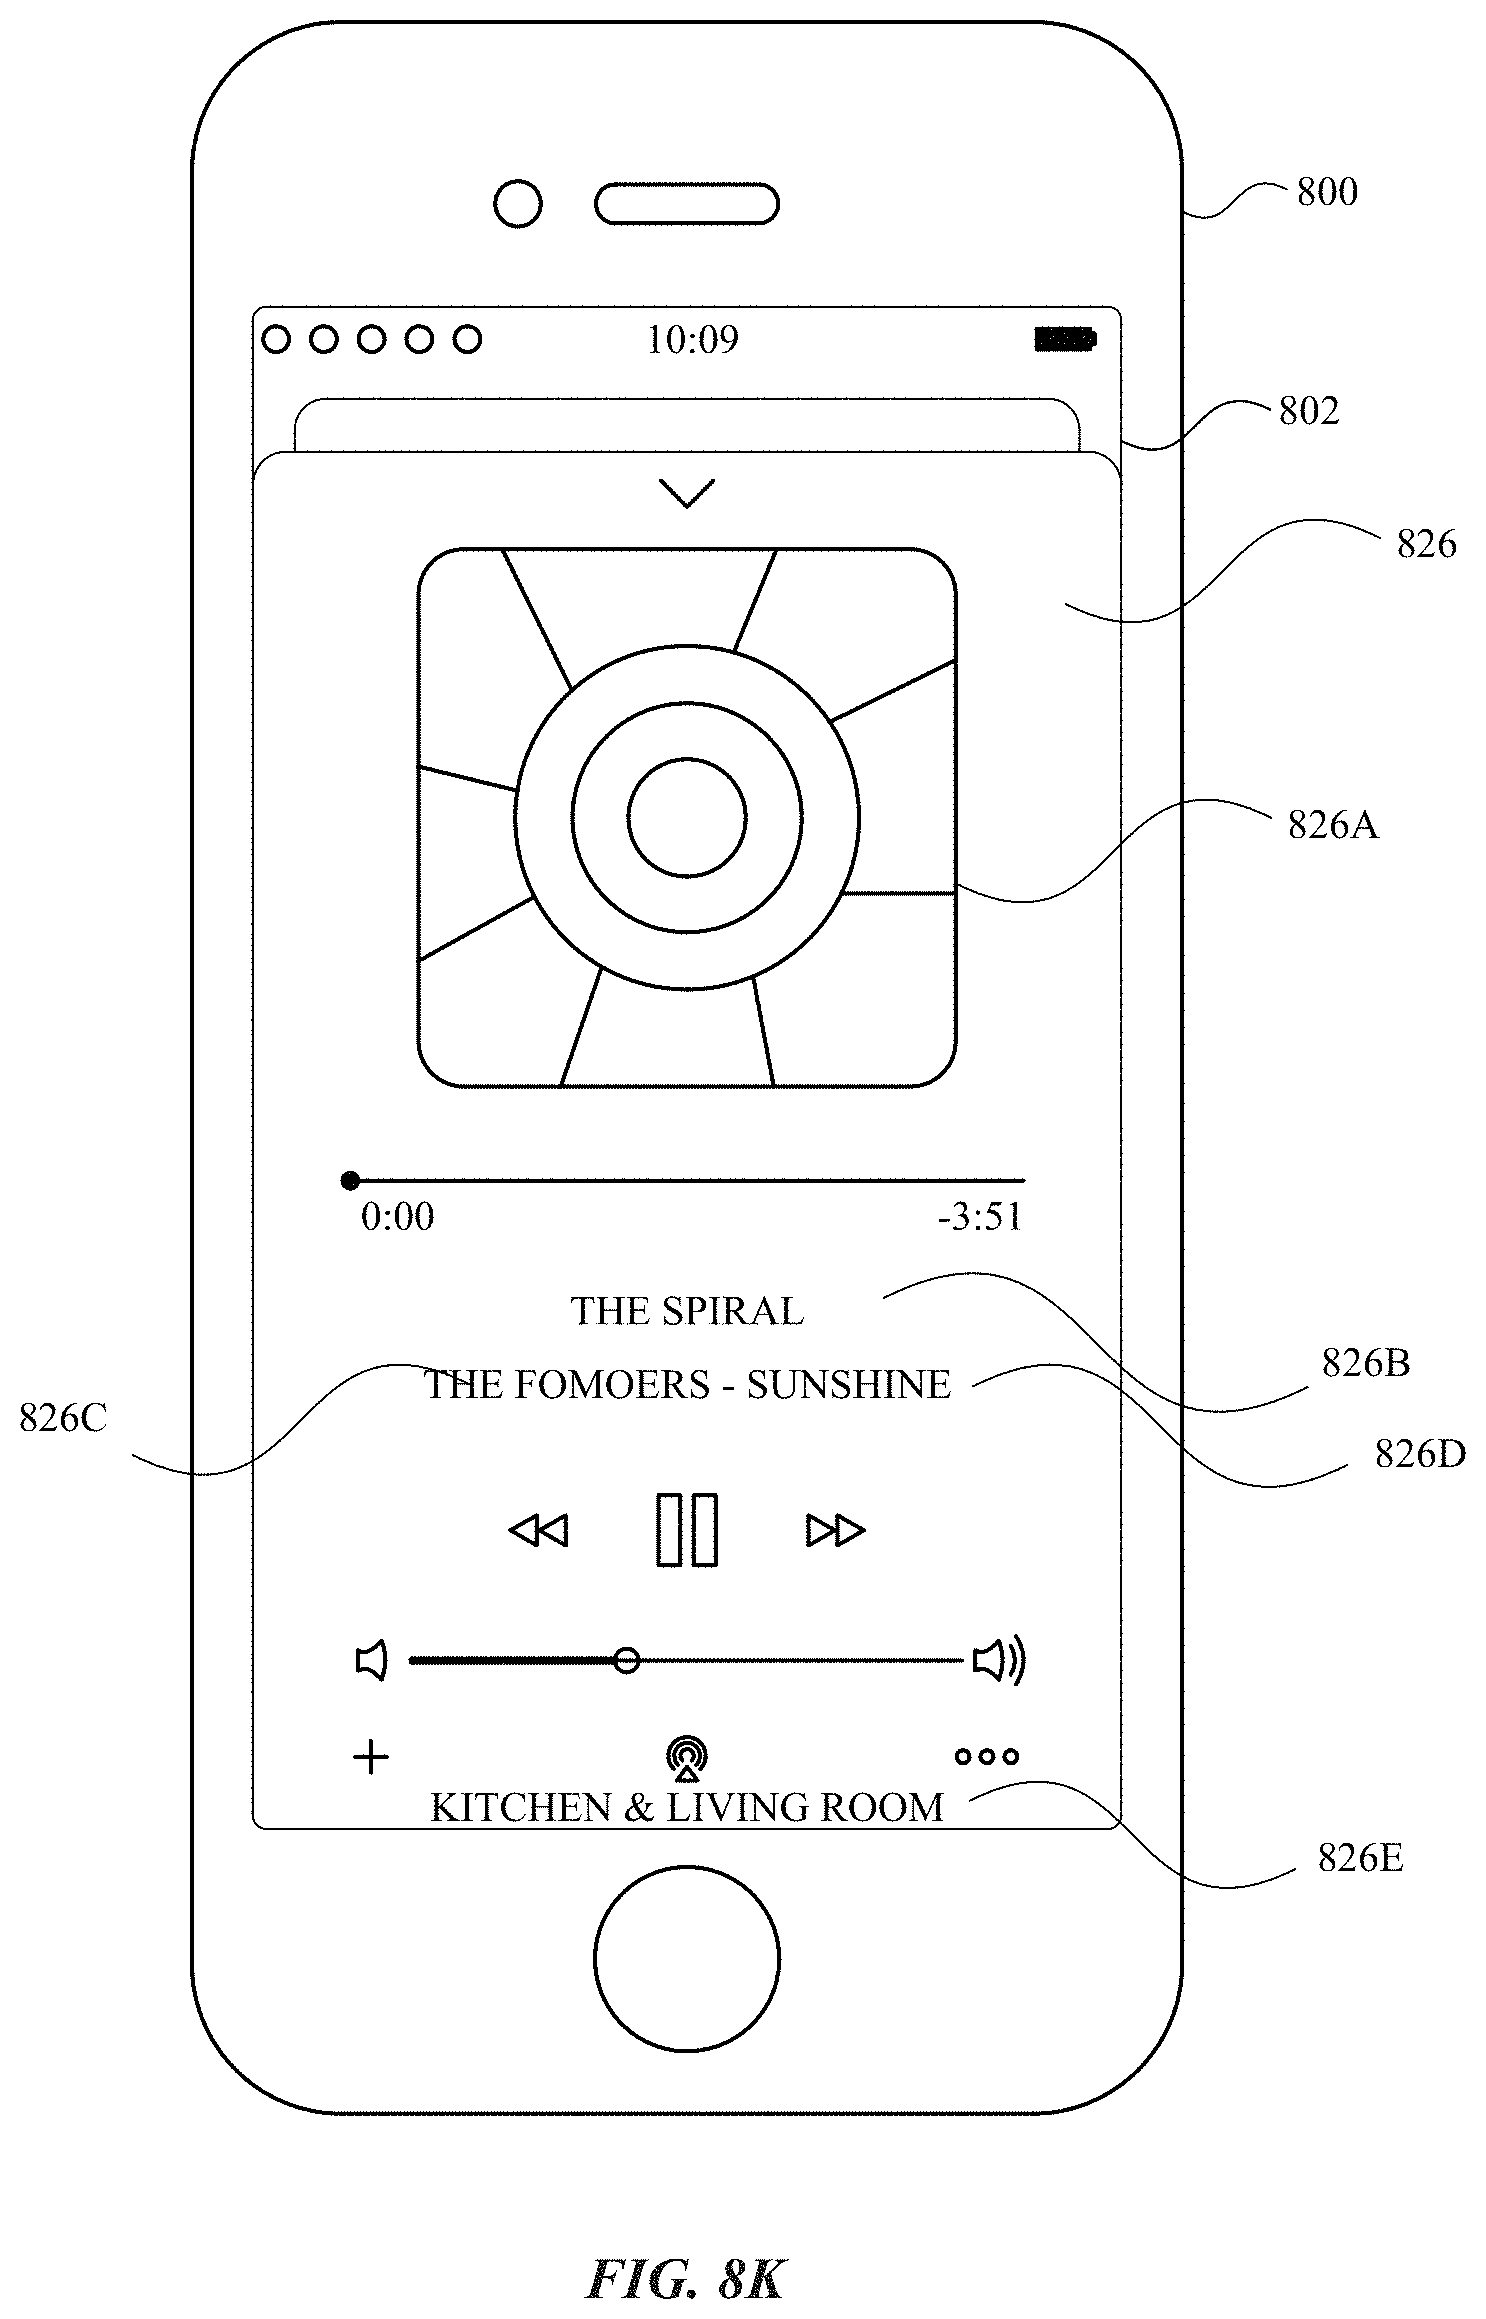 800
10:09
802
826
826A
0:00 -3:51
THE SPIRAL
826B
THE FOMOERS - SUNSHINE
826C
826D
KITCHEN & LIVING ROOM
826E
FIG. 8K